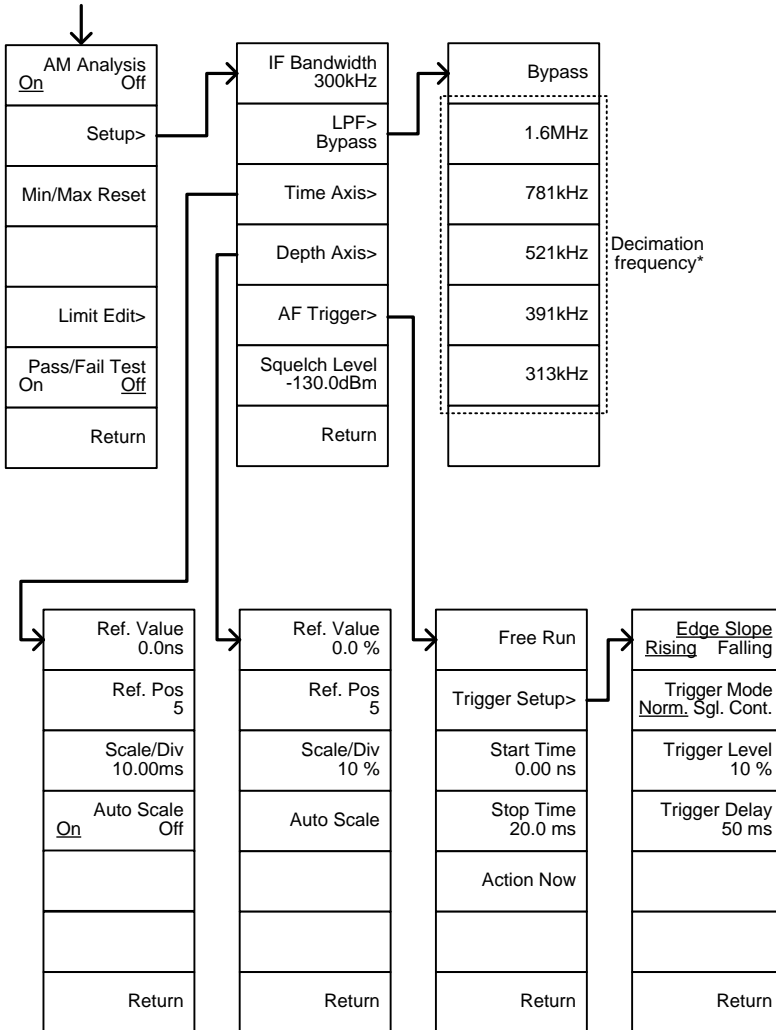 AM Analysis
On Off
Setup>
Min/Max Reset
Limit Edit>
Pass/Fail Test
On Off
Return
IF Bandwidth
300kHz
LPF>
Bypass
Time Axis>
Depth Axis>
AF Trigger>
Squelch Level
-130.0dBm
Return
Bypass
1.6MHz
781kHz
521kHz
391kHz
313kHz
Decimation
frequency*
Ref. Value
0.0ns
Ref. Pos
5
Scale/Div
10.00ms
Auto Scale
On Off
Return
Ref. Value
0.0 %
Ref. Pos
5
Scale/Div
10 %
Auto Scale
Return
Free Run
Trigger Setup>
Start Time
0.00 ns
Stop Time
20.0 ms
Action Now
Return
Edge Slope
Rising Falling
Trigger Mode
Norm. Sgl. Cont.
Trigger Level
10 %
Trigger Delay
50 ms
Return